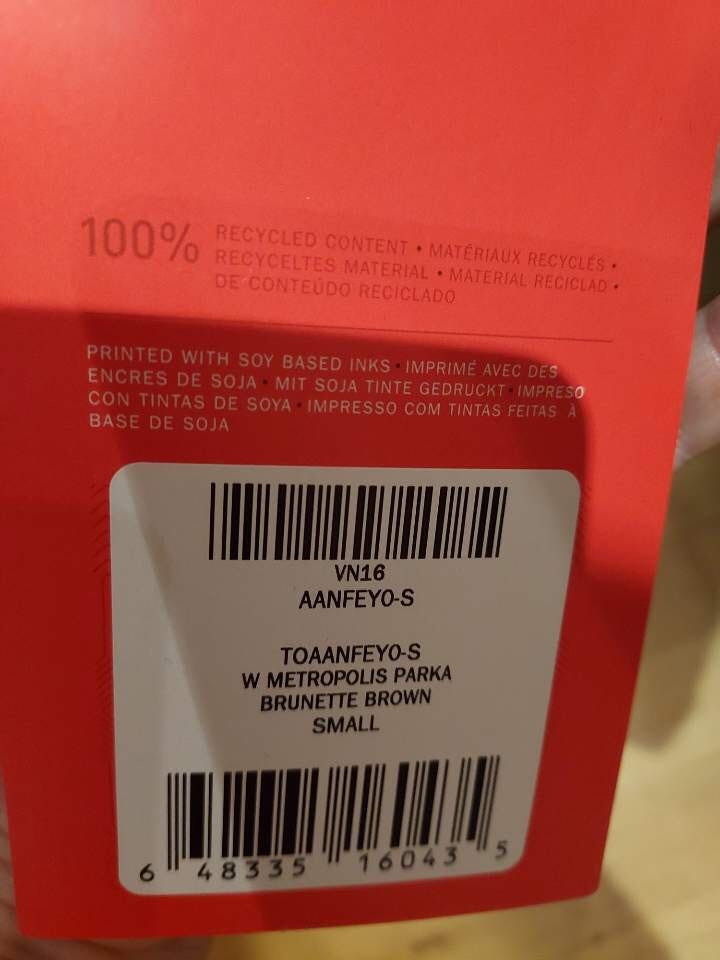 100% RECYCLED CONTENT • MATÉRIAUX RECYCLÉS •
RECYCELTES MATERIAL • MATERIAL RECICLAD •
DE CONTEÚDO RECICLADO
PRINTED WITH SOY BASED INKS • IMPRIMÉ AVEC DES
ENCRES DE SOJA • MIT SOJA TINTE GEDRUCKT • IMPRESO
CON TINTAS DE SOYA • IMPRESSO COM TINTAS FEITAS À
BASE DE SOJA
VN16
AANFEYO-S
TOAANFEYO-S
W METROPOLIS PARKA
BRUNETTE BROWN
SMALL
6 48335 16043 5